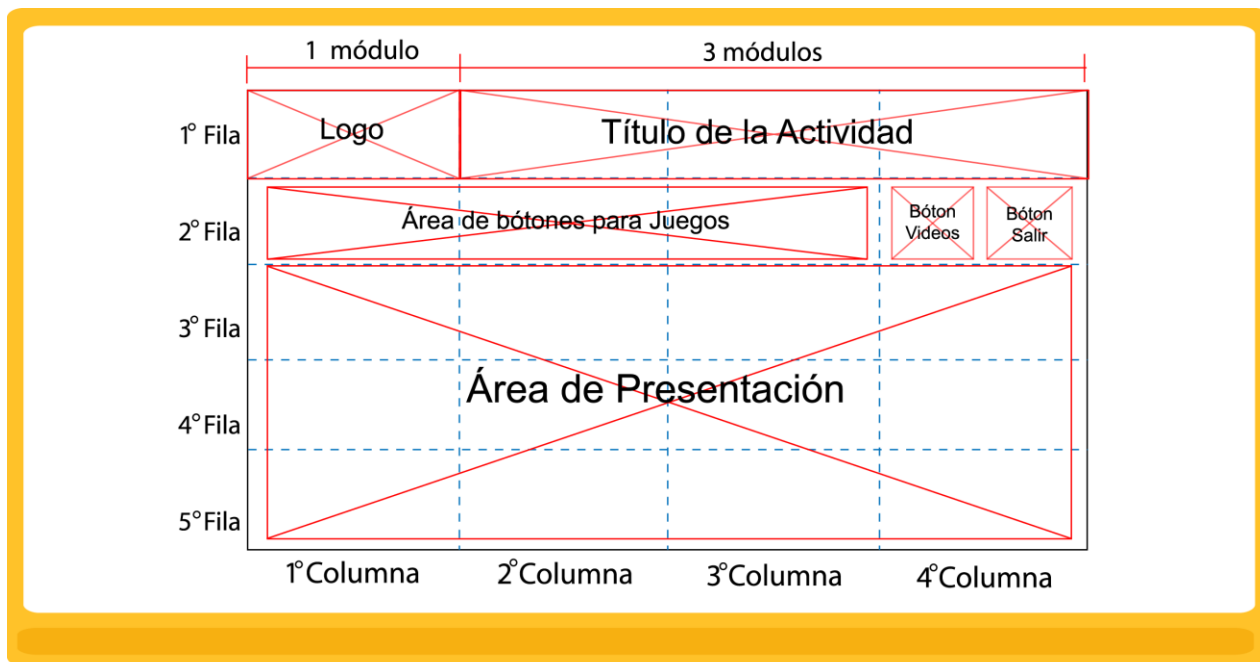 1 módulo
3 módulos
1° Fila
Logo
Título de la Actividad
2° Fila
Área de bótones para Juegos
Bóton
Videos
Bóton
Salir
3° Fila
Área de Presentación
4° Fila
5° Fila
1° Columna
2° Columna
3° Columna
4° Columna